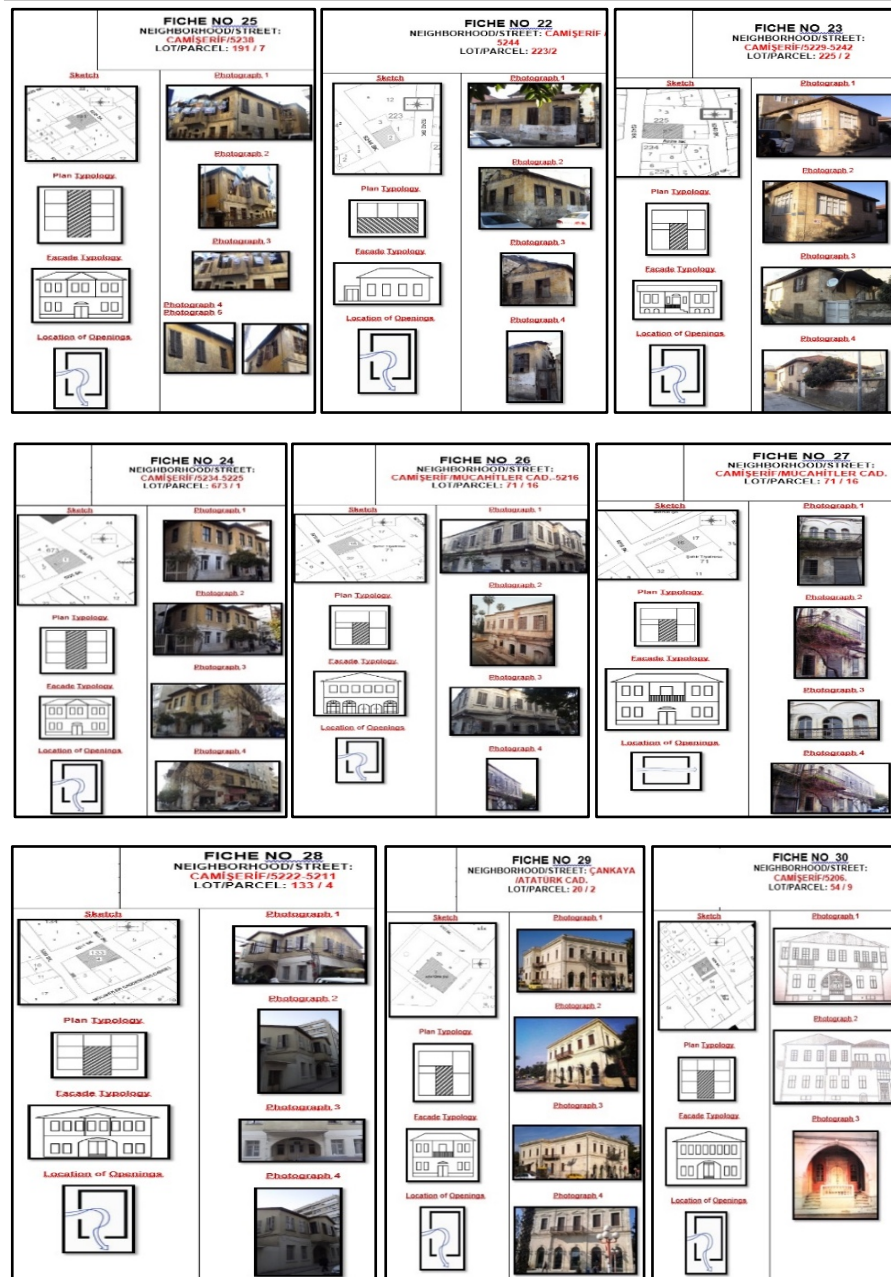 FICHE NO 25
NEIGHBORHOOD/STREET:
CAMİŞERİF/5238
LOT/PARCEL: 191 / 7
Sketch
Photograph 1
Photograph 2
Plan Typology
Photograph 3
Facade Typology
Photograph 4
Photograph 5
Location of Openings
FICHE NO 22
NEIGHBORHOOD/STREET: CAMİŞERİF /
5244
LOT/PARCEL: 223/2
Sketch
Photograph 1
Photograph 2
Plan Typology
Photograph 3
Facade Typology
Location of Openings
Photograph 4
FICHE NO 23
NEIGHBORHOOD/STREET:
CAMİŞERİF/5229-5242
LOT/PARCEL: 225 / 2
Sketch
Photograph 1
Photograph 2
Plan Typology
Photograph 3
Facade Typology
Location of Openings
Photograph 4
FICHE NO 24
NEIGHBORHOOD/STREET:
CAMİŞERİF/5234-5225
LOT/PARCEL: 673 / 1
Sketch
Photograph 1
Photograph 2
Plan Typology
Photograph 3
Facade Typology
Location of Openings
Photograph 4
FICHE NO 26
NEIGHBORHOOD/STREET:
CAMİŞERİF/MUCAHİTLER CAD.-5216
LOT/PARCEL: 71 / 16
Sketch
Photograph 1
Photograph 2
Plan Typology
Photograph 3
Facade Typology
Location of Openings
Photograph 4
FICHE NO 27
NEIGHBORHOOD/STREET:
CAMİŞERİF/MUCAHİTLER CAD.
LOT/PARCEL: 71 / 16
Sketch
Photograph 1
Plan Typology
Photograph 2
Facade Typology
Photograph 3
Location of Openings
Photograph 4
FICHE NO 28
NEIGHBORHOOD/STREET:
CAMİŞERİF/5222-5211
LOT/PARCEL: 133 / 4
Sketch
Photograph 1
Photograph 2
Plan Typology
Facade Typology
Photograph 3
Location of Openings
Photograph 4
FICHE NO 29
NEIGHBORHOOD/STREET: ÇANKAYA
/ATATÜRK CAD.
LOT/PARCEL: 20 / 2
Sketch
Photograph 1
Photograph 2
Plan Typology
Photograph 3
Facade Typology
Location of Openings
Photograph 4
FICHE NO 30
NEIGHBORHOOD/STREET:
CAMİŞERİF/5206.
LOT/PARCEL: 54 / 9
Sketch
Photograph 1
Photograph 2
Plan Typology
Facade Typology
Photograph 3
Location of Openings